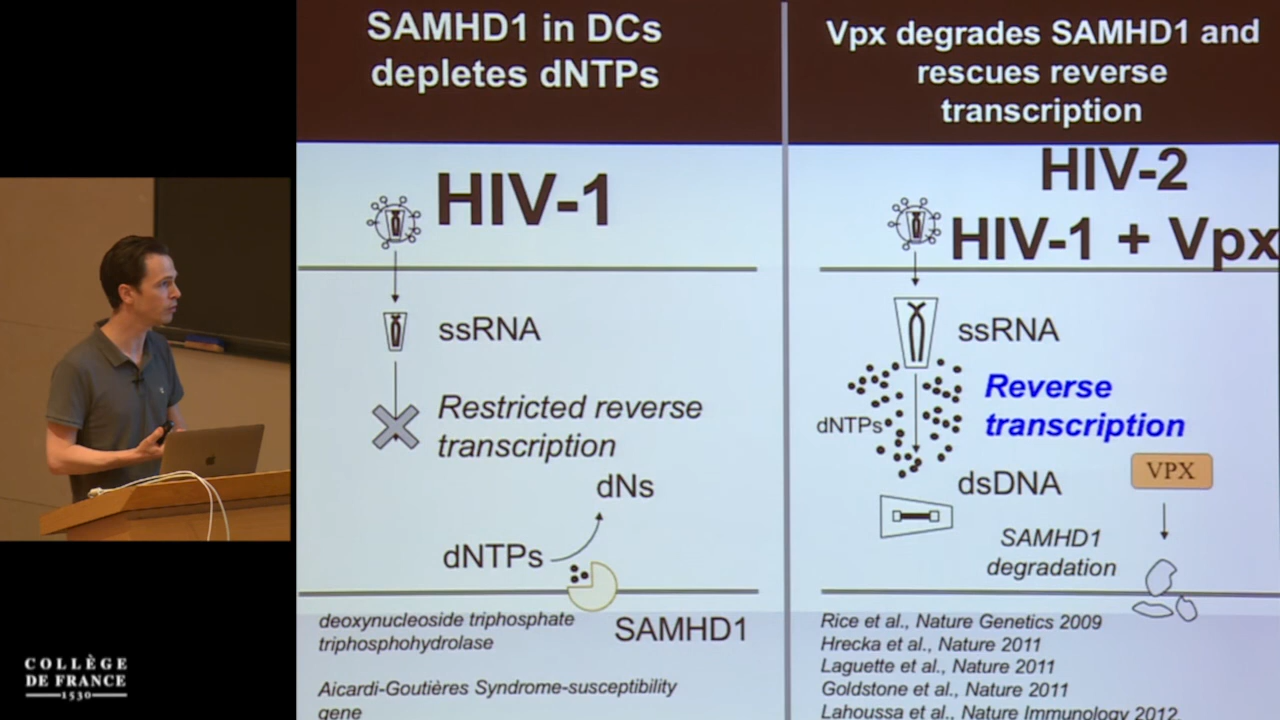 SAMHD1 in DCs
depletes dNTPs
HIV-1
ssRNA
Restricted reverse
transcription
dNs
dNTPs
SAMHD1
deoxynucleoside triphosphate
triphosphohydrolase
Aicardi-Goutières Syndrome-susceptibility
gene
Vpx degrades SAMHD1 and
rescues reverse
transcription
HIV-2
HIV-1 + Vpx
ssRNA
Reverse
transcription
dNTPs
dsDNA
VPX
SAMHD1
degradation
Rice et al., Nature Genetics 2009
Hrecka et al., Nature 2011
Laguette et al., Nature 2011
Goldstone et al., Nature 2011
Lahoussa et al., Nature Immunology 2012
COLLÈGE
DE FRANCE
1530